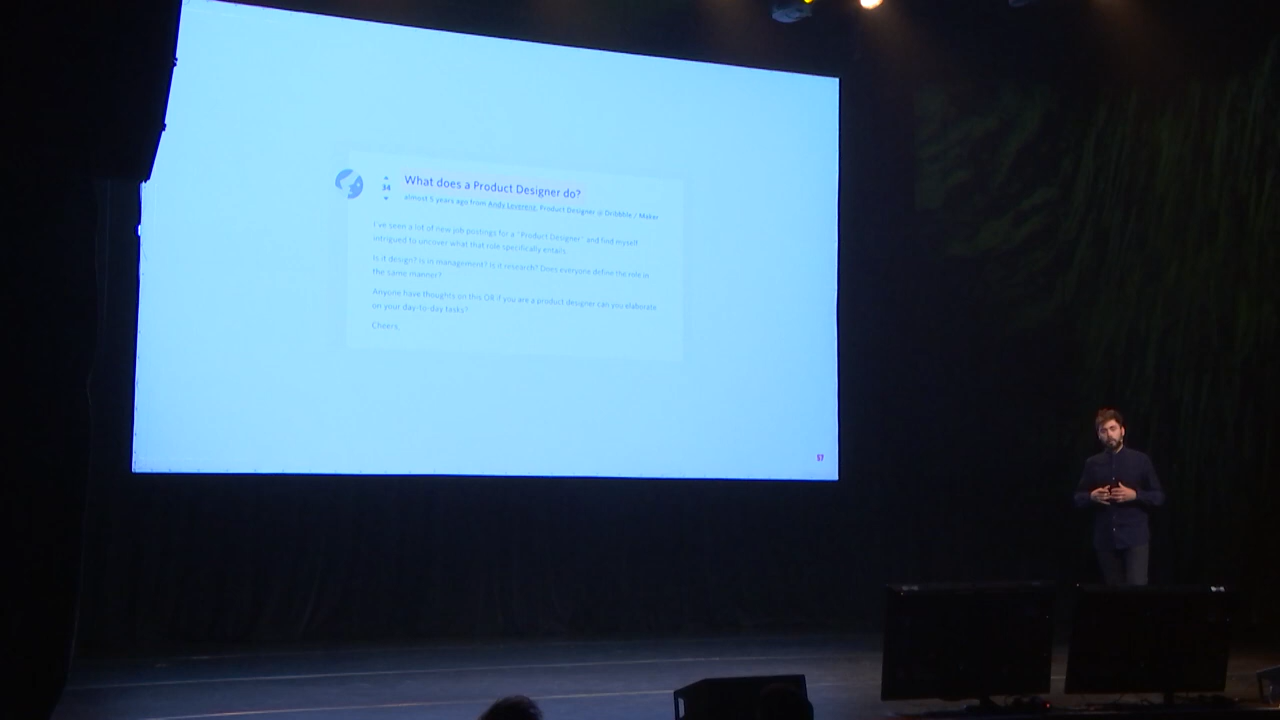 What does a Product Designer do?
34
almost 5 years ago from Andy Leverenz, Product Designer @ Dribbble / Maker
I've seen a lot of new job postings for a "Product Designer" and find myself
intrigued to uncover what that role specifically entails.
Is it design? Is in management? Is it research? Does everyone define the role in
the same manner?
Anyone have thoughts on this OR if you are a product designer can you elaborate
on your day-to-day tasks?
Cheers,
57